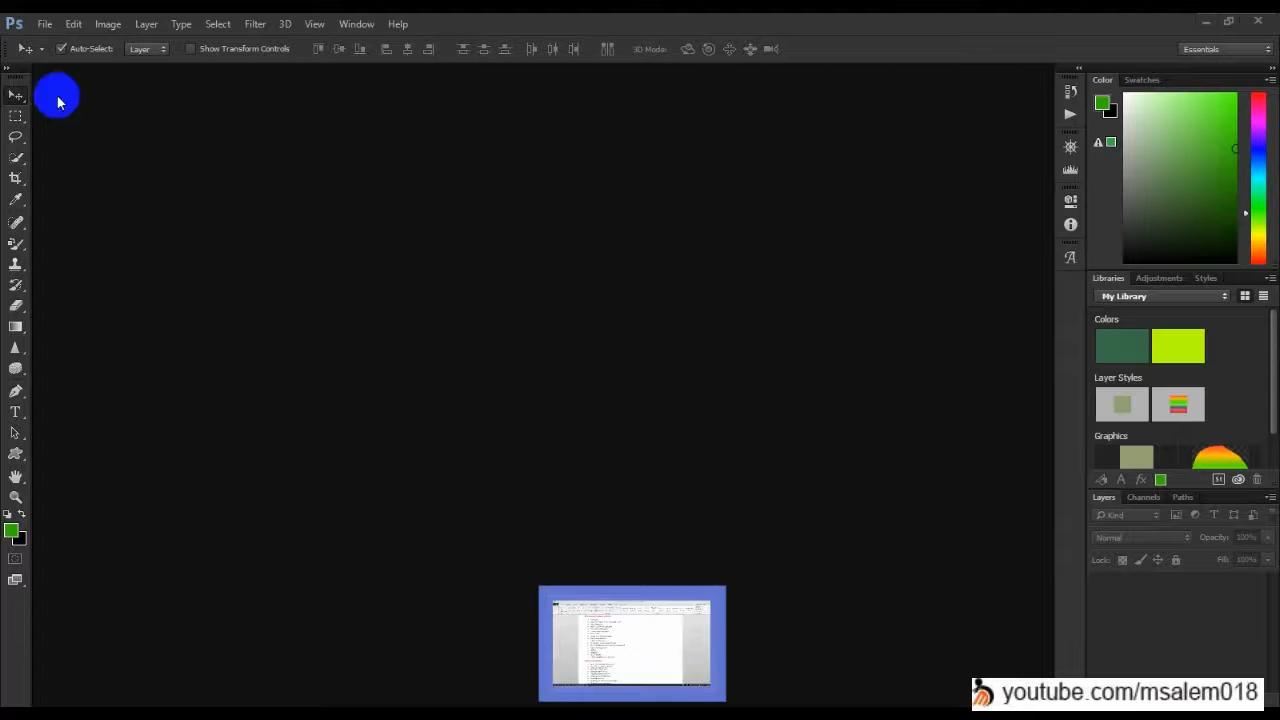 Ps File Edit Image Layer Type Select Filter 3D View Window Help
Auto-Select: Layer Show Transform Controls 3D Mode: Essentials
Color Swatches
Libraries Adjustments Styles
My Library
Colors
Layer Styles
Graphics
Layers Channels Paths
Kind
Normal Opacity: 100%
Lock: Fill: 100%
youtube.com/msalem018